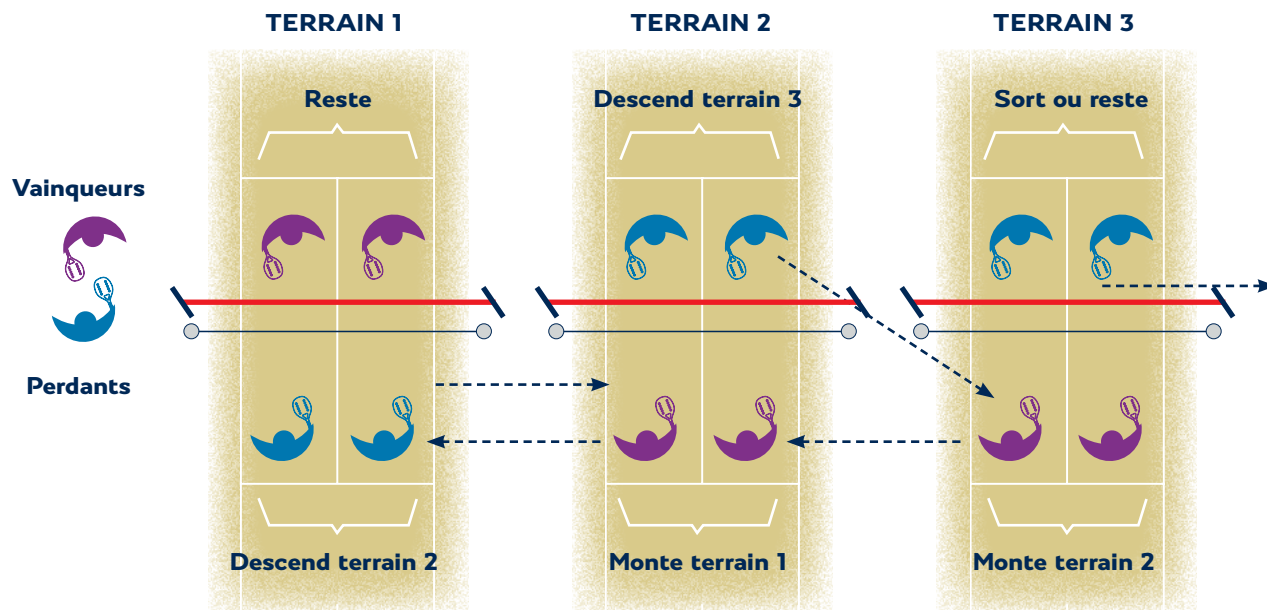 TERRAIN 1
TERRAIN 2
TERRAIN 3
Reste
Descend terrain 3
Sort ou reste
Vainqueurs
Perdants
Descend terrain 2
Monte terrain 1
Monte terrain 2